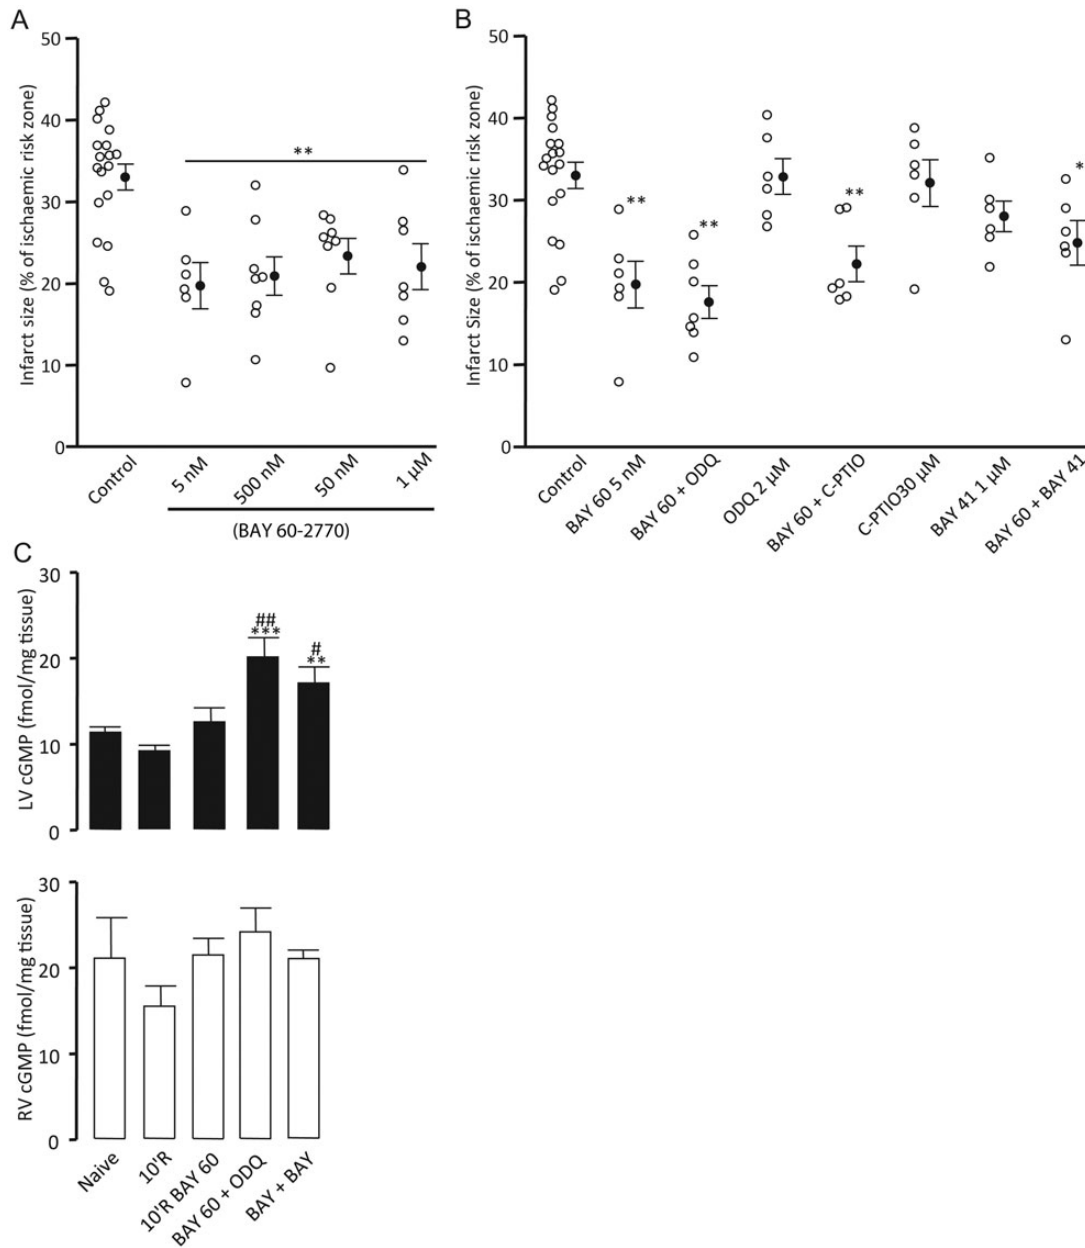 A
50
40
30
20
10
0
Infarct size (% of ischaemic risk zone)
**
Control
5 nM
500 nM
50 nM
1 µM
(BAY 60-2770)
B
50
40
30
20
10
0
Infarct Size (% of ischaemic risk zone)
**
**
**
*
Control
BAY 60 5 nM
BAY 60 + ODQ
ODQ 2 µM
BAY 60 + C-PTIO
C-PTIO30 µM
BAY 41 1 µM
BAY 60 + BAY 41
C
30
20
10
0
LV cGMP (fmol/mg tissue)
##
***
#
**
30
20
10
0
RV cGMP (fmol/mg tissue)
Naive
10'R
10'R BAY 60
BAY 60 + ODQ
BAY + BAY